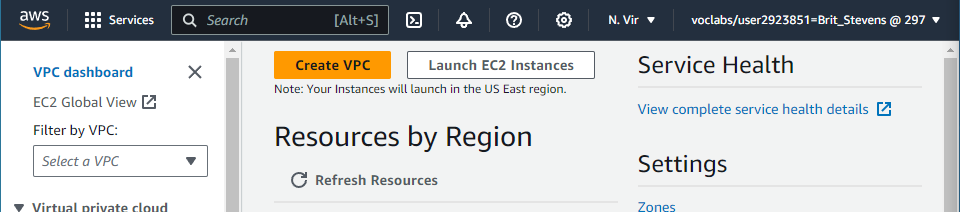 aws
Services
Search [Alt+S]
N. Vir
voclabs/user2923851=Brit_Stevens @ 297
VPC dashboard
EC2 Global View
Filter by VPC:
Select a VPC
Virtual private cloud
Create VPC
Launch EC2 Instances
Note: Your Instances will launch in the US East region.
Resources by Region
Refresh Resources
Service Health
View complete service health details
Settings
Zones